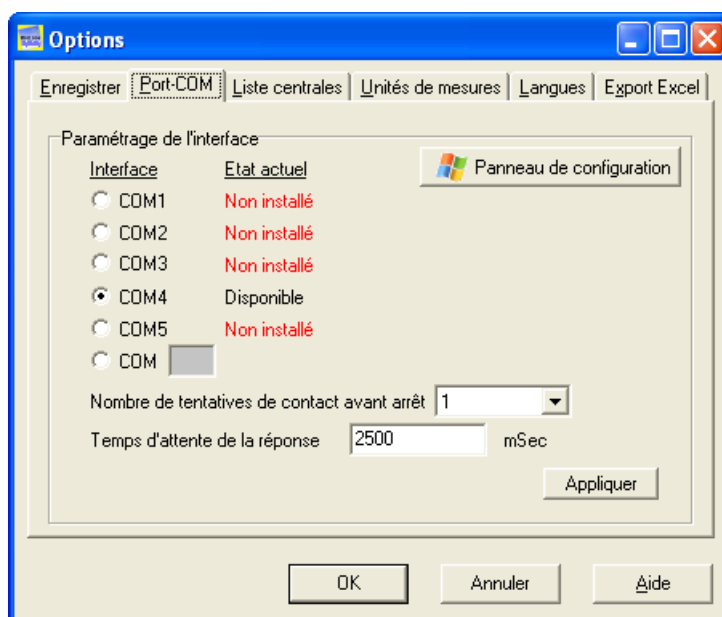 Options
Enregistrer Port-COM Liste centrales Unités de mesures Langues Export Excel
Paramétrage de l'interface
Interface Etat actuel Panneau de configuration
COM1 Non installé
COM2 Non installé
COM3 Non installé
COM4 Disponible
COM5 Non installé
COM
Nombre de tentatives de contact avant arrêt 1
Temps d'attente de la réponse 2500 mSec
Appliquer
OK Annuler Aide